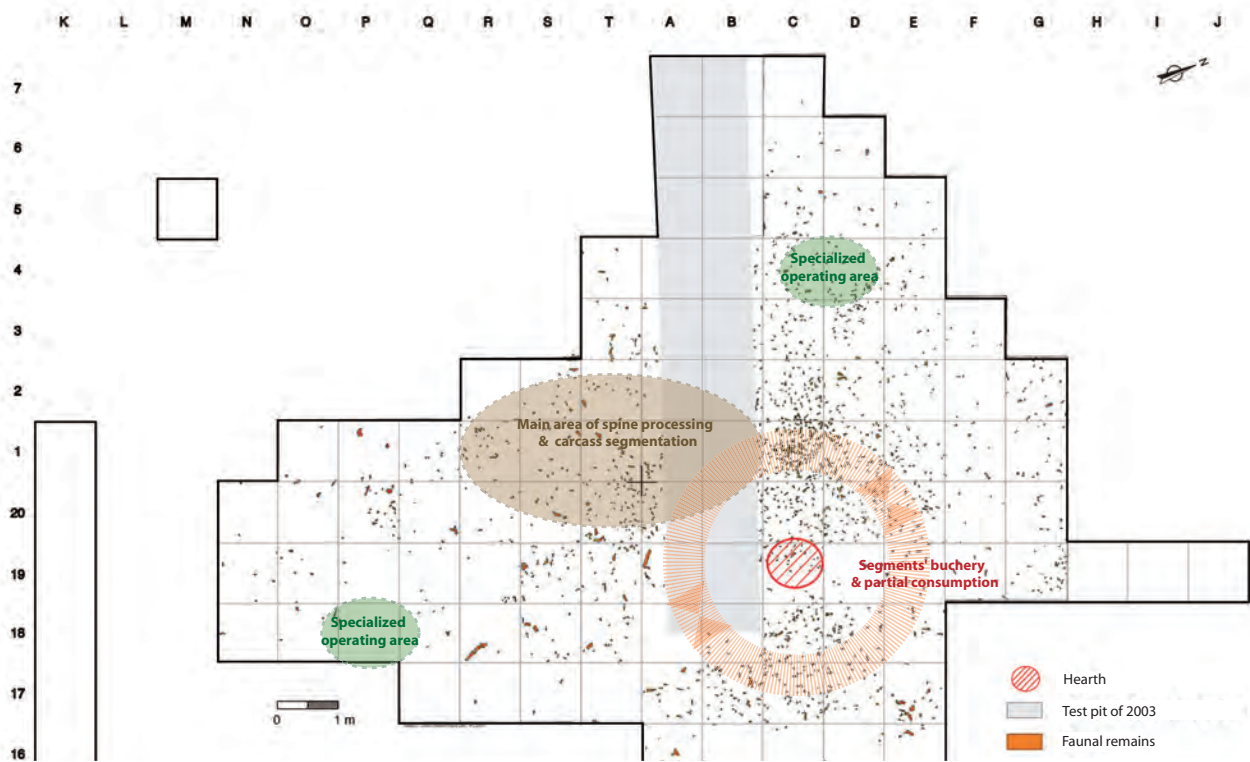 K L M N O P Q R S T A B C D E F G H I J
N
7
6
5
4
3
2
1
20
19
18
17
16
Specialized
operating area
Main area of spine processing
& carcass segmentation
Segments' buchery
& partial consumption
Specialized
operating area
0 1 m
Hearth
Test pit of 2003
Faunal remains